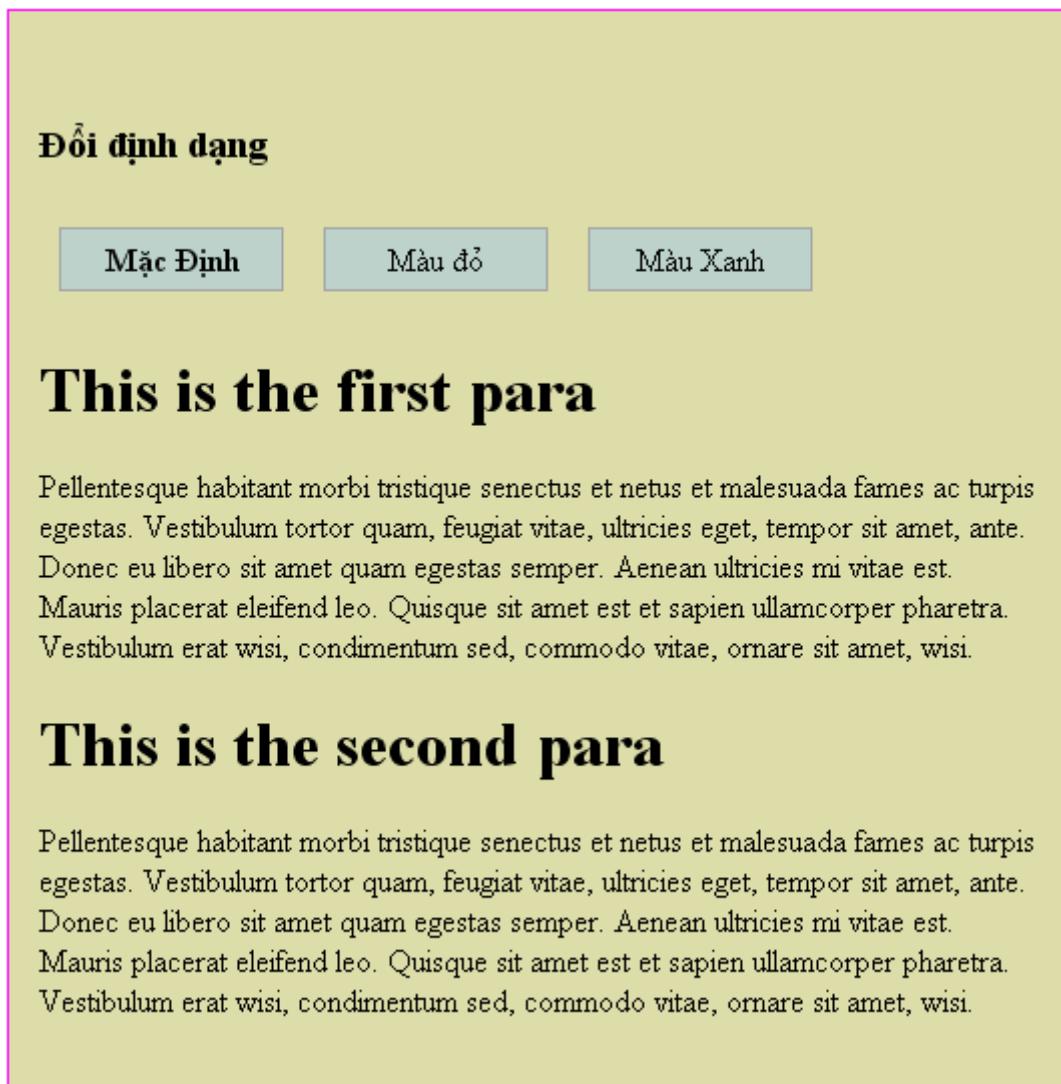 Đổi định dạng
Mặc Định Màu đỏ Màu Xanh
This is the first para
Pellentesque habitant morbi tristique senectus et netus et malesuada fames ac turpis
egestas. Vestibulum tortor quam, feugiat vitae, ultricies eget, tempor sit amet, ante.
Donec eu libero sit amet quam egestas semper. Aenean ultricies mi vitae est.
Mauris placerat eleifend leo. Quisque sit amet est et sapien ullamcorper pharetra.
Vestibulum erat wisi, condimentum sed, commodo vitae, ornare sit amet, wisi.
This is the second para
Pellentesque habitant morbi tristique senectus et netus et malesuada fames ac turpis
egestas. Vestibulum tortor quam, feugiat vitae, ultricies eget, tempor sit amet, ante.
Donec eu libero sit amet quam egestas semper. Aenean ultricies mi vitae est.
Mauris placerat eleifend leo. Quisque sit amet est et sapien ullamcorper pharetra.
Vestibulum erat wisi, condimentum sed, commodo vitae, ornare sit amet, wisi.